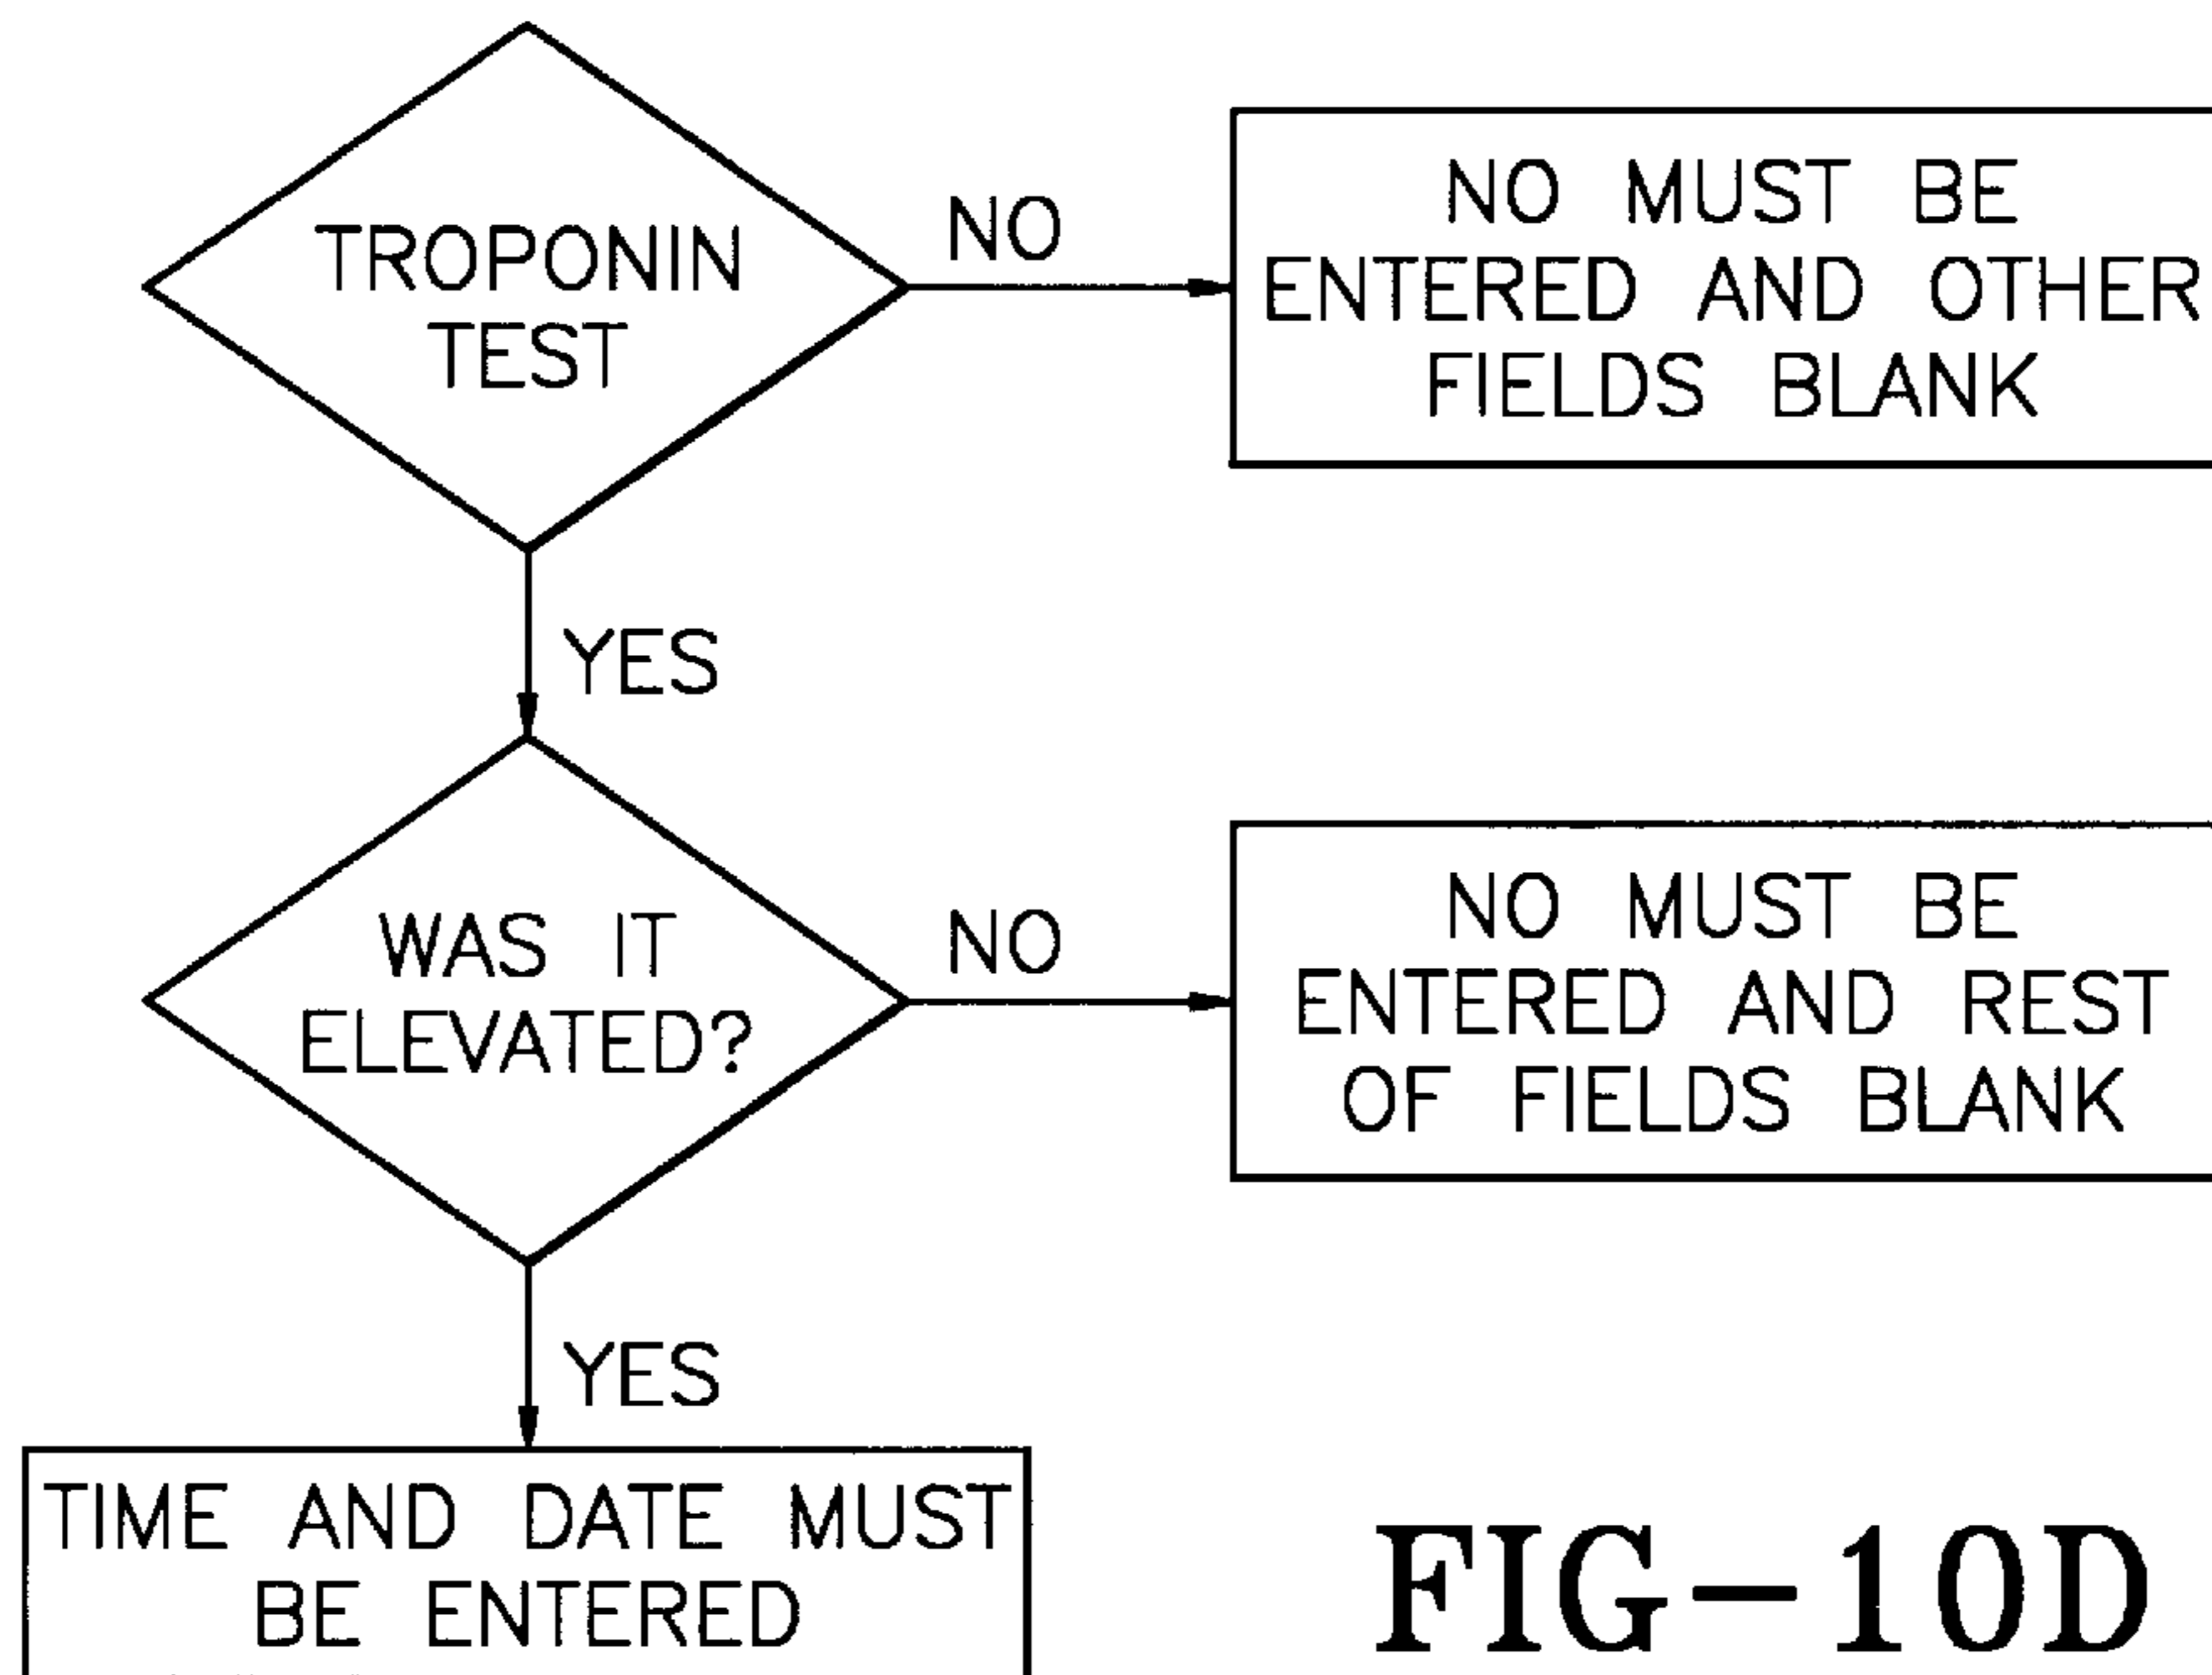 TROPONIN
TEST
NO
NO MUST BE
ENTERED AND OTHER
FIELDS BLANK
YES
WAS IT
ELEVATED?
NO
NO MUST BE
ENTERED AND REST
OF FIELDS BLANK
YES
TIME AND DATE MUST
BE ENTERED
FIG-10D